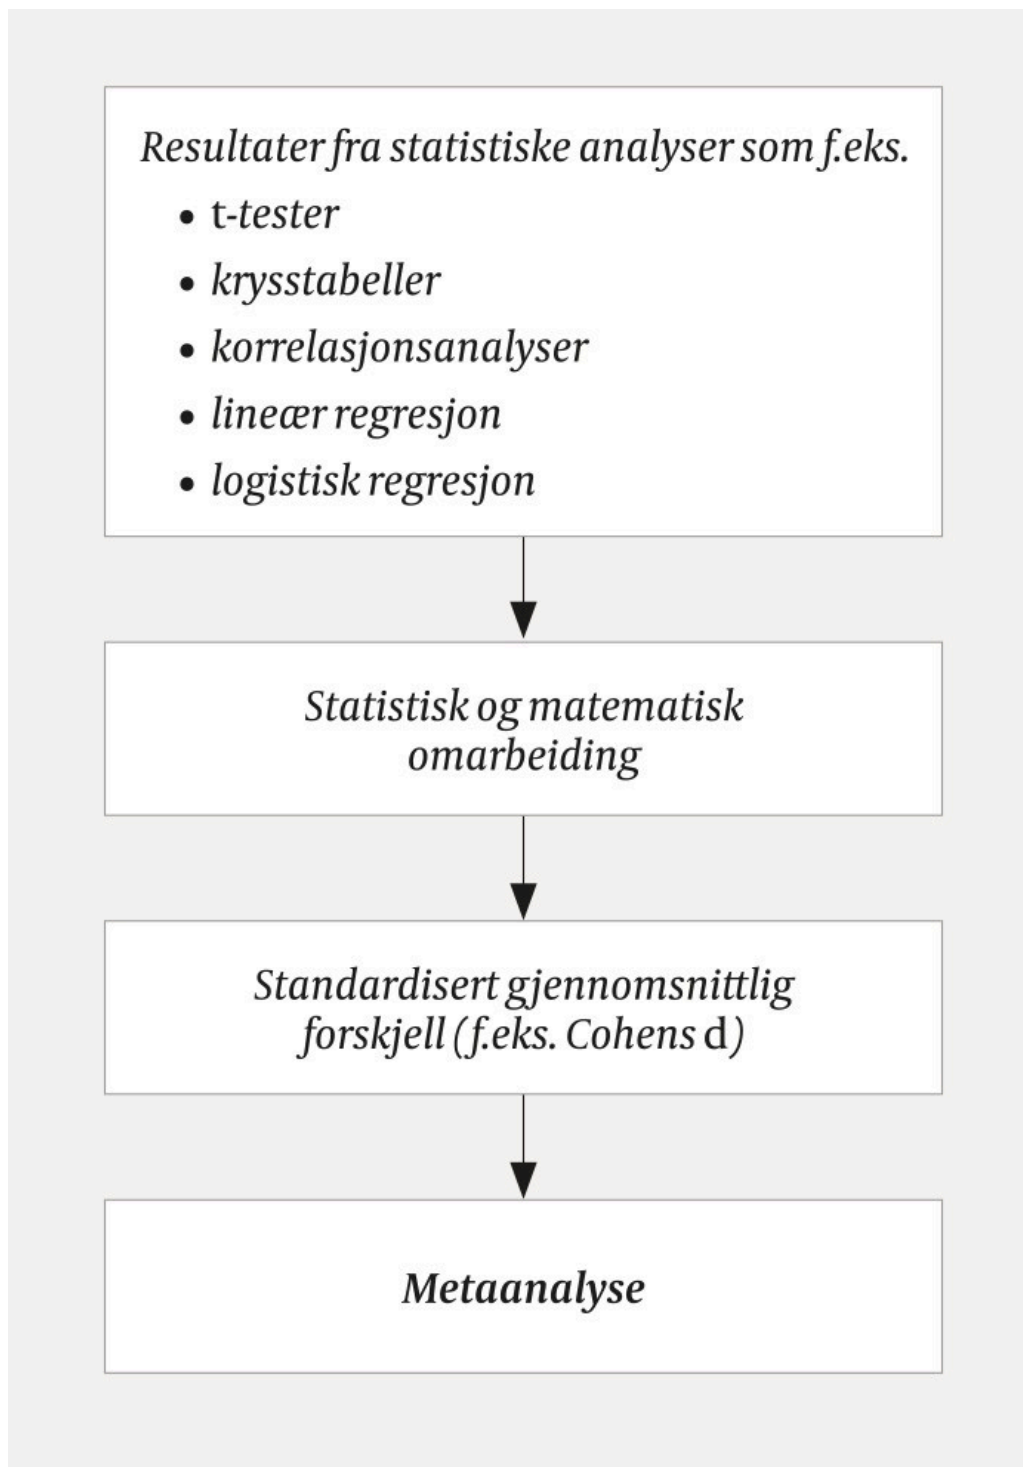 Resultater fra statistiske analyser som f.eks.
• t-tester
• krysstabeller
• korrelasjonsanalyser
• lineær regresjon
• logistisk regresjon
Statistisk og matematisk
omarbeiding
Standardisert gjennomsnittlig
forskjell (f.eks. Cohens d)
Metaanalyse